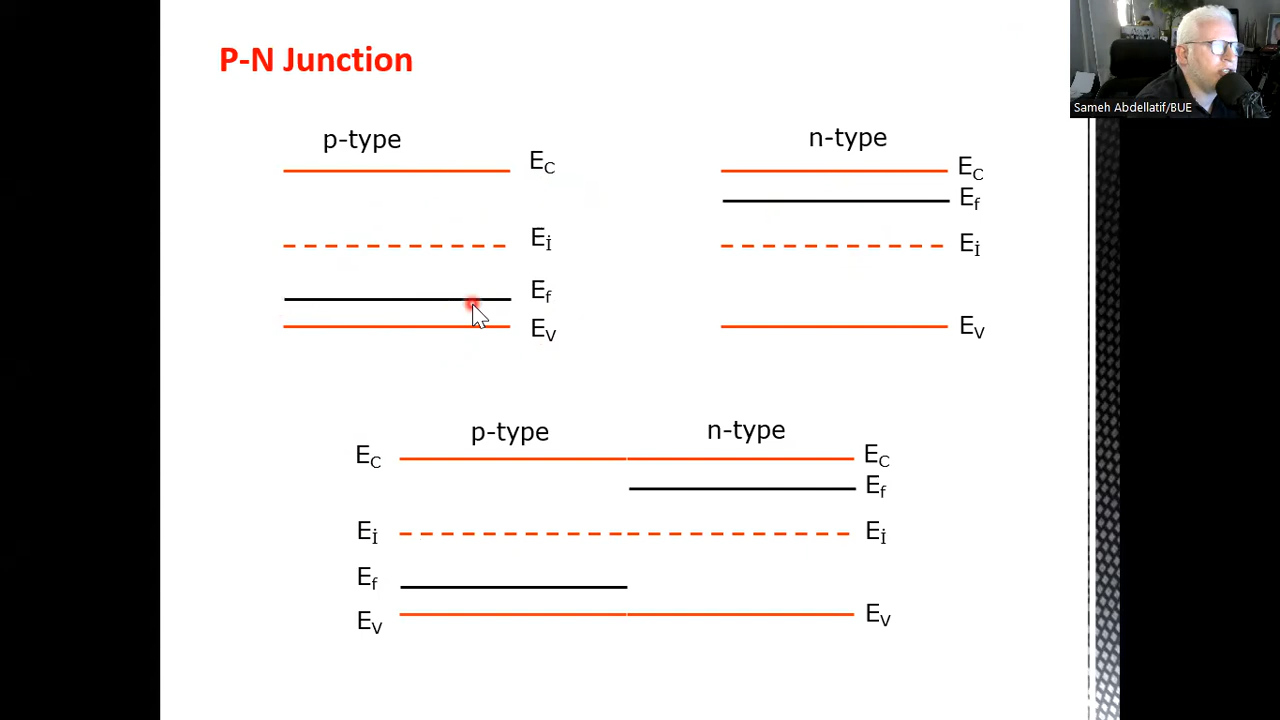 P-N Junction
Sameh Abdellatif/BUE
p-type
n-type
E_C
E_C
E_f
E_i
E_i
E_f
E_V
E_V
p-type
n-type
E_C
E_C
E_f
E_i
E_i
E_f
E_V
E_V